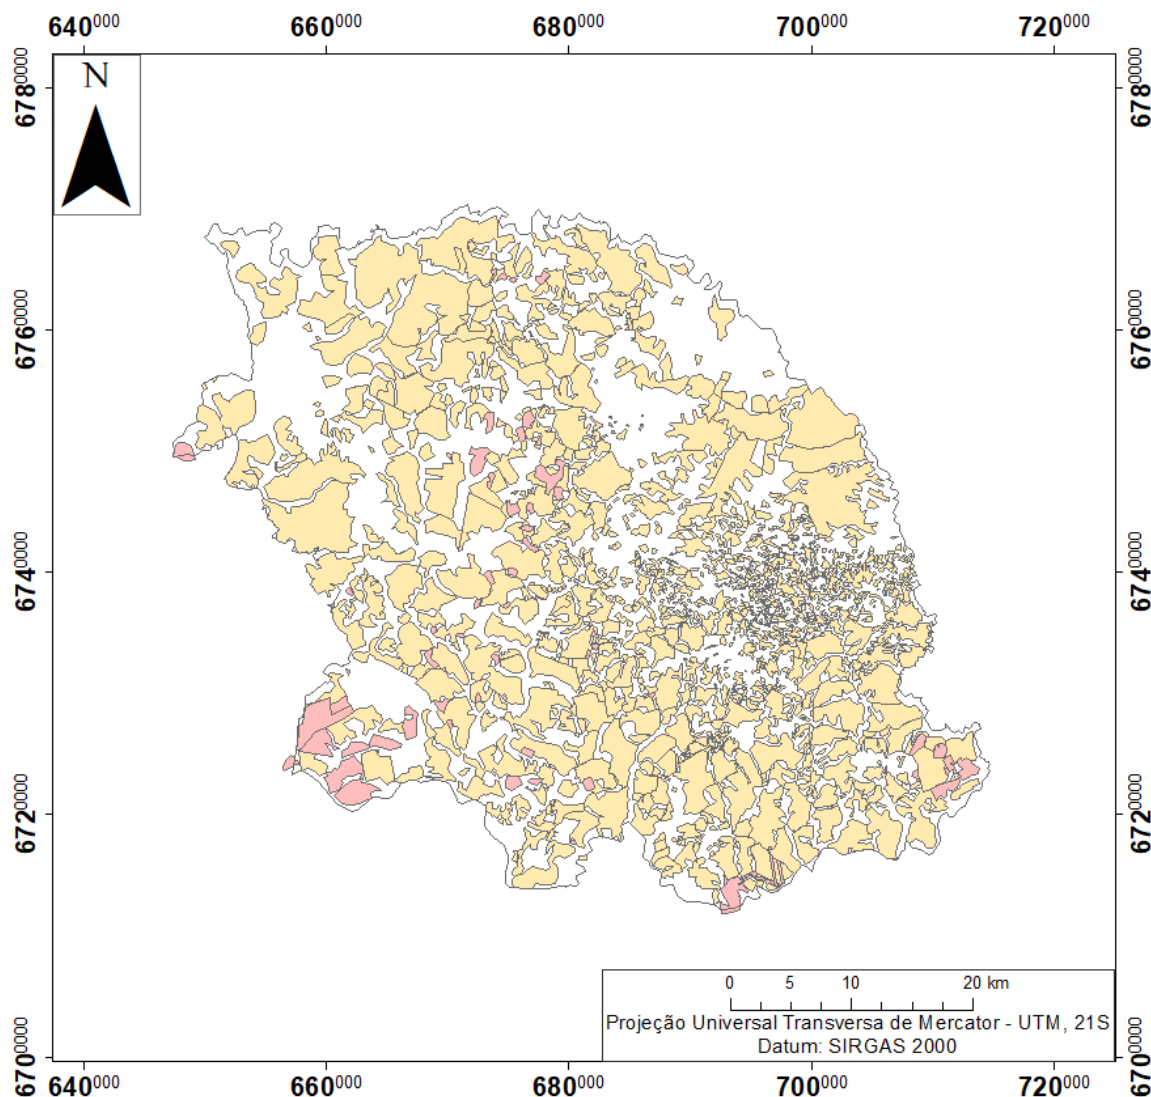 640000 660000 680000 700000 720000
N
6780000 6780000
6760000 6760000
6740000 6740000
6720000 6720000
6700000 6700000
0 5 10 20 km
Projeção Universal Transversa de Mercator - UTM, 21S
Datum: SIRGAS 2000
640000 660000 680000 700000 720000